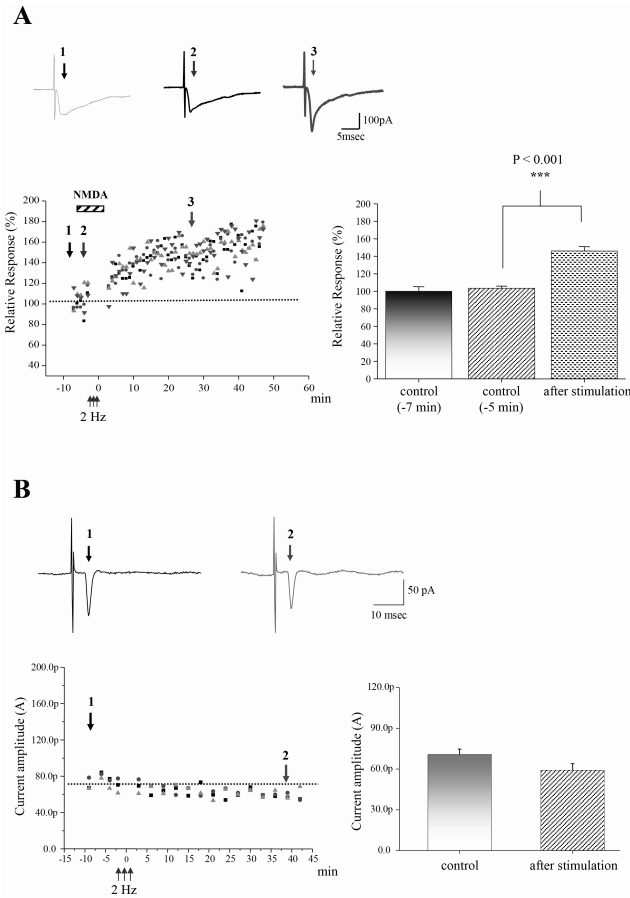 A
1
2
3
100pA
5msec
P < 0.001
***
NMDA
1
2
3
Relative Response (%)
200
180
160
140
120
100
80
60
40
-10
0
10
20
30
40
50
60
min
2 Hz
Relative Response (%)
200
180
160
140
120
100
80
60
40
20
0
control
(-7 min)
control
(-5 min)
after stimulation
B
1
2
50 pA
10 msec
Current amplitude (A)
200.0p
160.0p
120.0p
80.0p
40.0p
0.0
1
2
-15
-10
-5
0
5
10
15
20
25
30
35
40
45
min
2 Hz
Current amplitude (A)
120.0p
90.0p
60.0p
30.0p
0.0
control
after stimulation